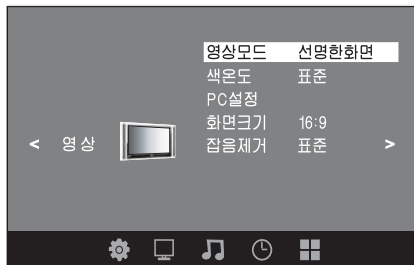 영상모드 선명한화면
색온도 표준
PC설정
화면크기 16:9
잡음제거 표준
< 영상 >